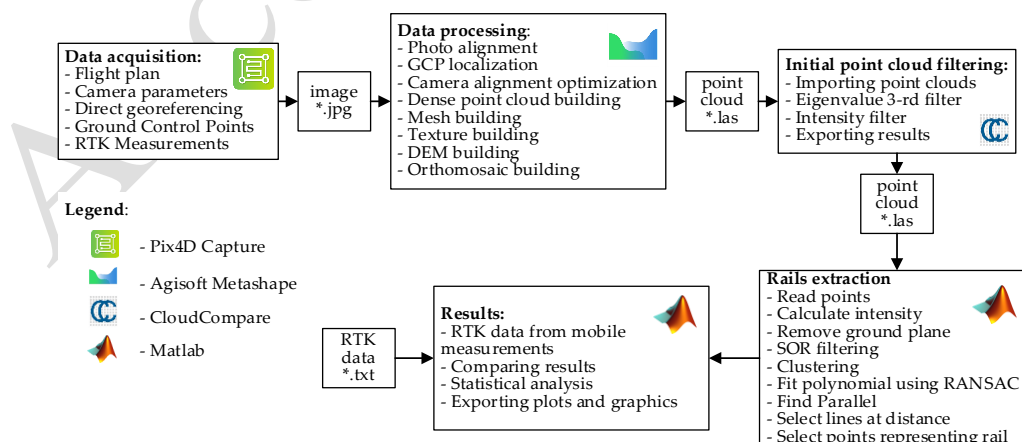 Data acquisition:
- Flight plan
- Camera parameters
- Direct georeferencing
- Ground Control Points
- RTK Measurements
image
*.jpg
Data processing:
- Photo alignment
- GCP localization
- Camera alignment optimization
- Dense point cloud building
- Mesh building
- Texture building
- DEM building
- Orthomosaic building
point
cloud
*.las
Initial point cloud filtering:
- Importing point clouds
- Eigenvalue 3-rd filter
- Intensity filter
- Exporting results
point
cloud
*.las
Rails extraction
- Read points
- Calculate intensity
- Remove ground plane
- SOR filtering
- Clustering
- Fit polynomial using RANSAC
- Find Parallel
- Select lines at distance
- Select points representing rail
RTK
data
*.txt
Results:
- RTK data from mobile
measurements
- Comparing results
- Statistical analysis
- Exporting plots and graphics
Legend:
- Pix4D Capture
- Agisoft Metashape
- CloudCompare
- Matlab